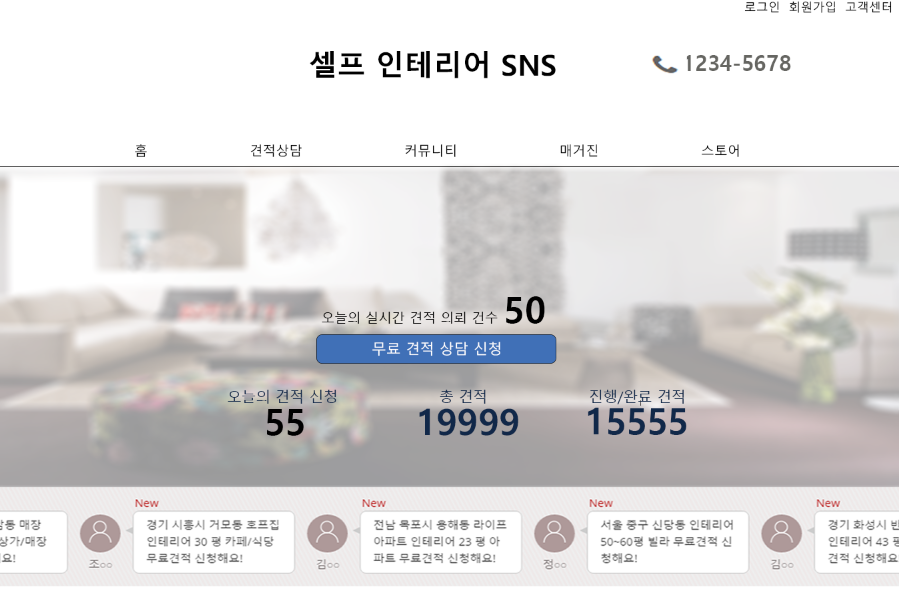 로그인 회원가입 고객센터
셀프 인테리어 SNS
1234-5678
홈 견적상담 커뮤니티 매거진 스토어
오늘의 실시간 견적 의뢰 건수 50
무료 견적 상담 신청
오늘의 견적 신청
55
총 견적
19999
진행/완료 견적
15555
매장
상가/매장
요!
조○○
New
경기 시흥시 거모동 호프집
인테리어 30 평 카페/식당
무료견적 신청해요!
김○○
New
전남 목포시 용해동 라이프
아파트 인테리어 23 평 아
파트 무료견적 신청해요!
정○○
New
서울 중구 신당동 인테리어
50~60평 빌라 무료견적 신
청해요!
김○○
New
경기 화성시
인테리어 43
견적 신청해요